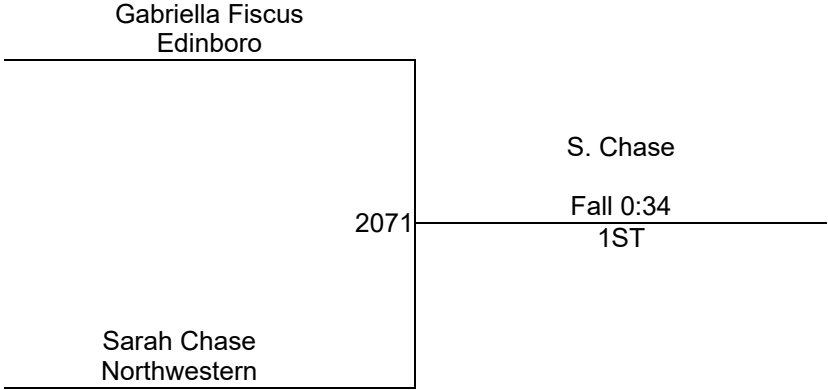 Gabriella Fiscus
Edinboro
S. Chase
Fall 0:34
2071
1ST
Sarah Chase
Northwestern